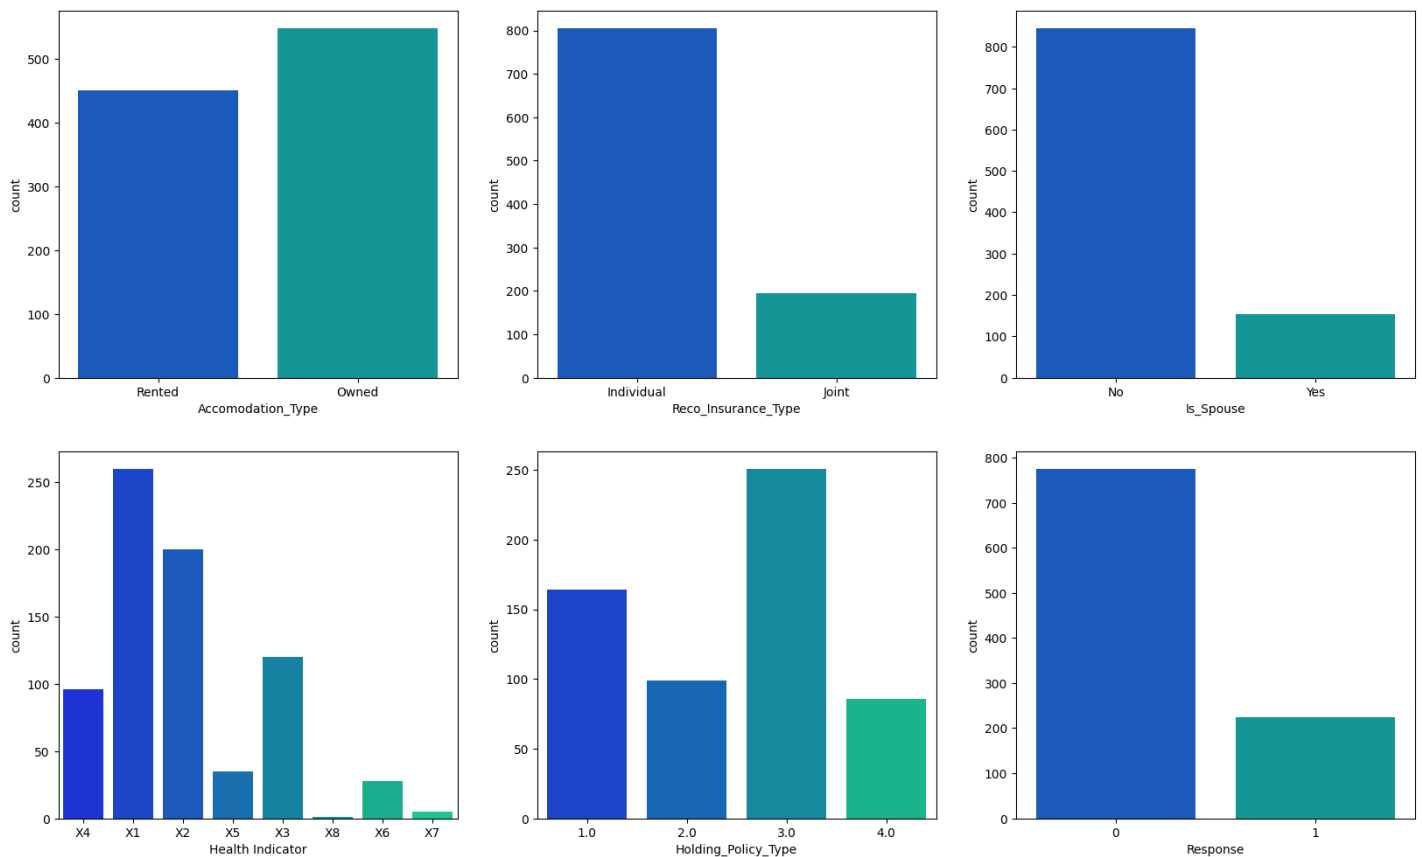 500
400
300
200
100
0
count
Rented Owned
Accomodation_Type
800
700
600
500
400
300
200
100
0
count
Individual Joint
Reco_Insurance_Type
800
700
600
500
400
300
200
100
0
count
No Yes
Is_Spouse
250
200
150
100
50
0
count
X4 X1 X2 X5 X3 X8 X6 X7
Health Indicator
250
200
150
100
50
0
count
1.0 2.0 3.0 4.0
Holding_Policy_Type
800
700
600
500
400
300
200
100
0
count
0 1
Response